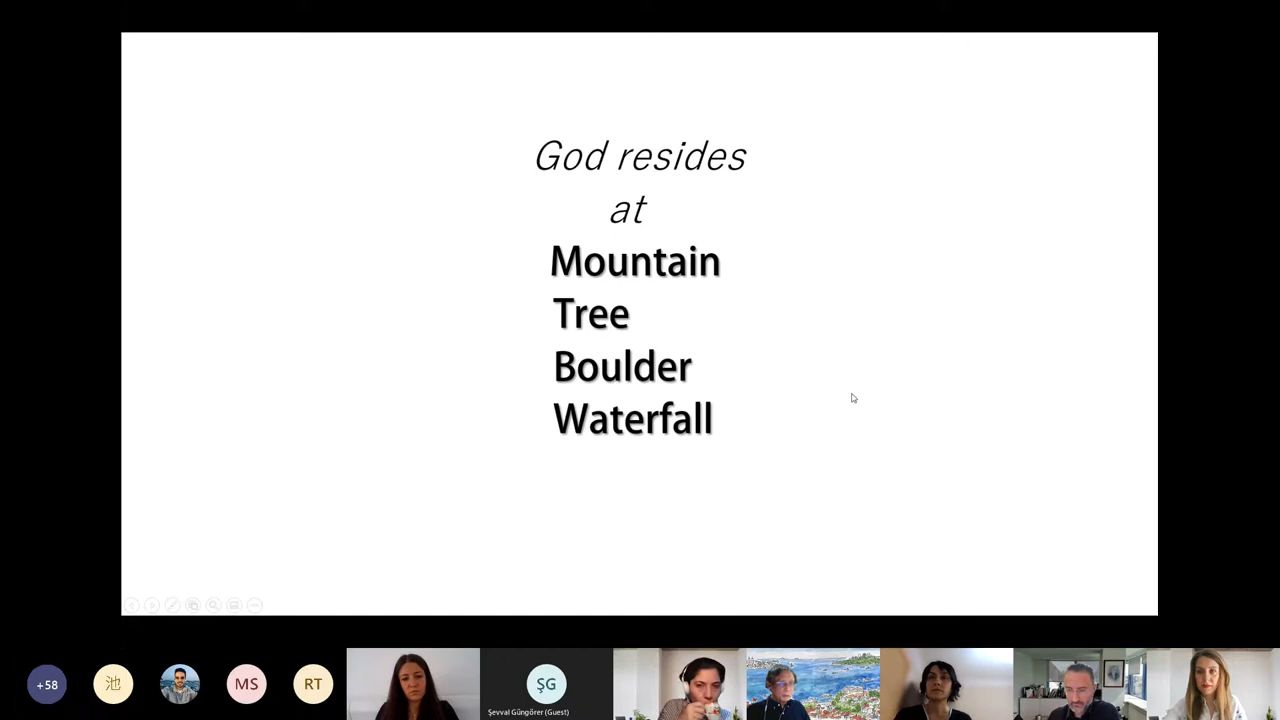 God resides
at
Mountain
Tree
Boulder
Waterfall
+58
池
MS
RT
ŞG
Şevval Güngörer (Guest)